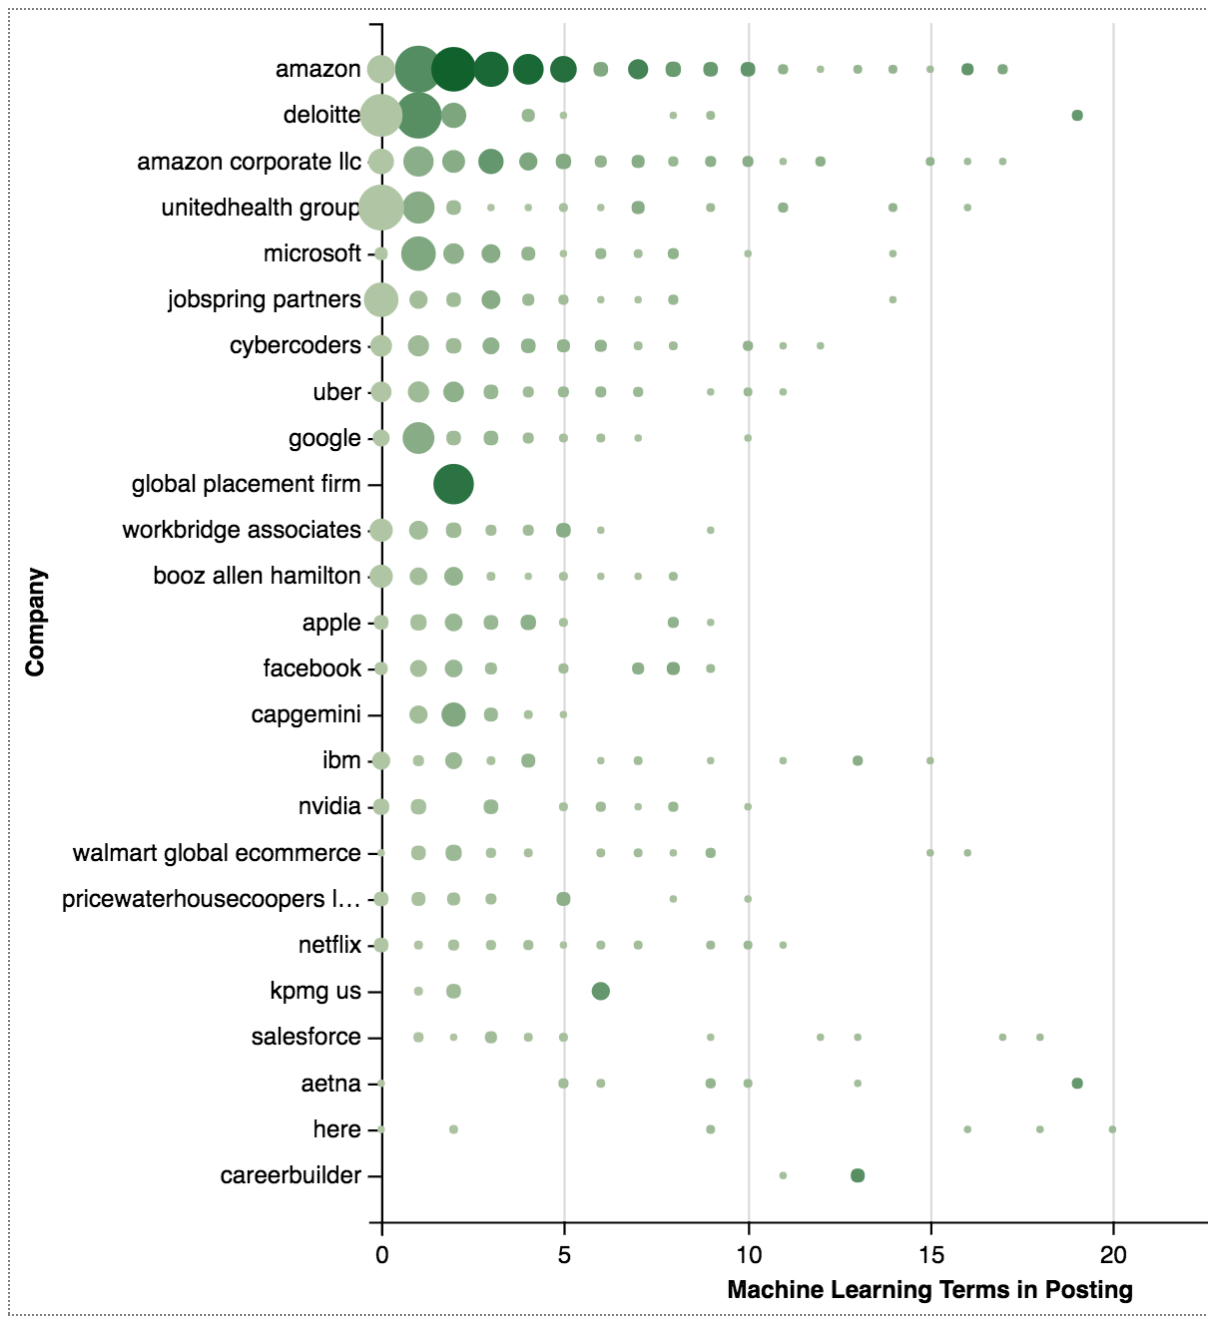 amazon
deloitte
amazon corporate llc
unitedhealth group
microsoft
jobspring partners
cybercoders
uber
google
global placement firm
workbridge associates
booz allen hamilton
apple
facebook
capgemini
ibm
nvidia
walmart global ecommerce
pricewaterhousecoopers l...
netflix
kpmg us
salesforce
aetna
here
careerbuilder
Company
0 5 10 15 20
Machine Learning Terms in Posting